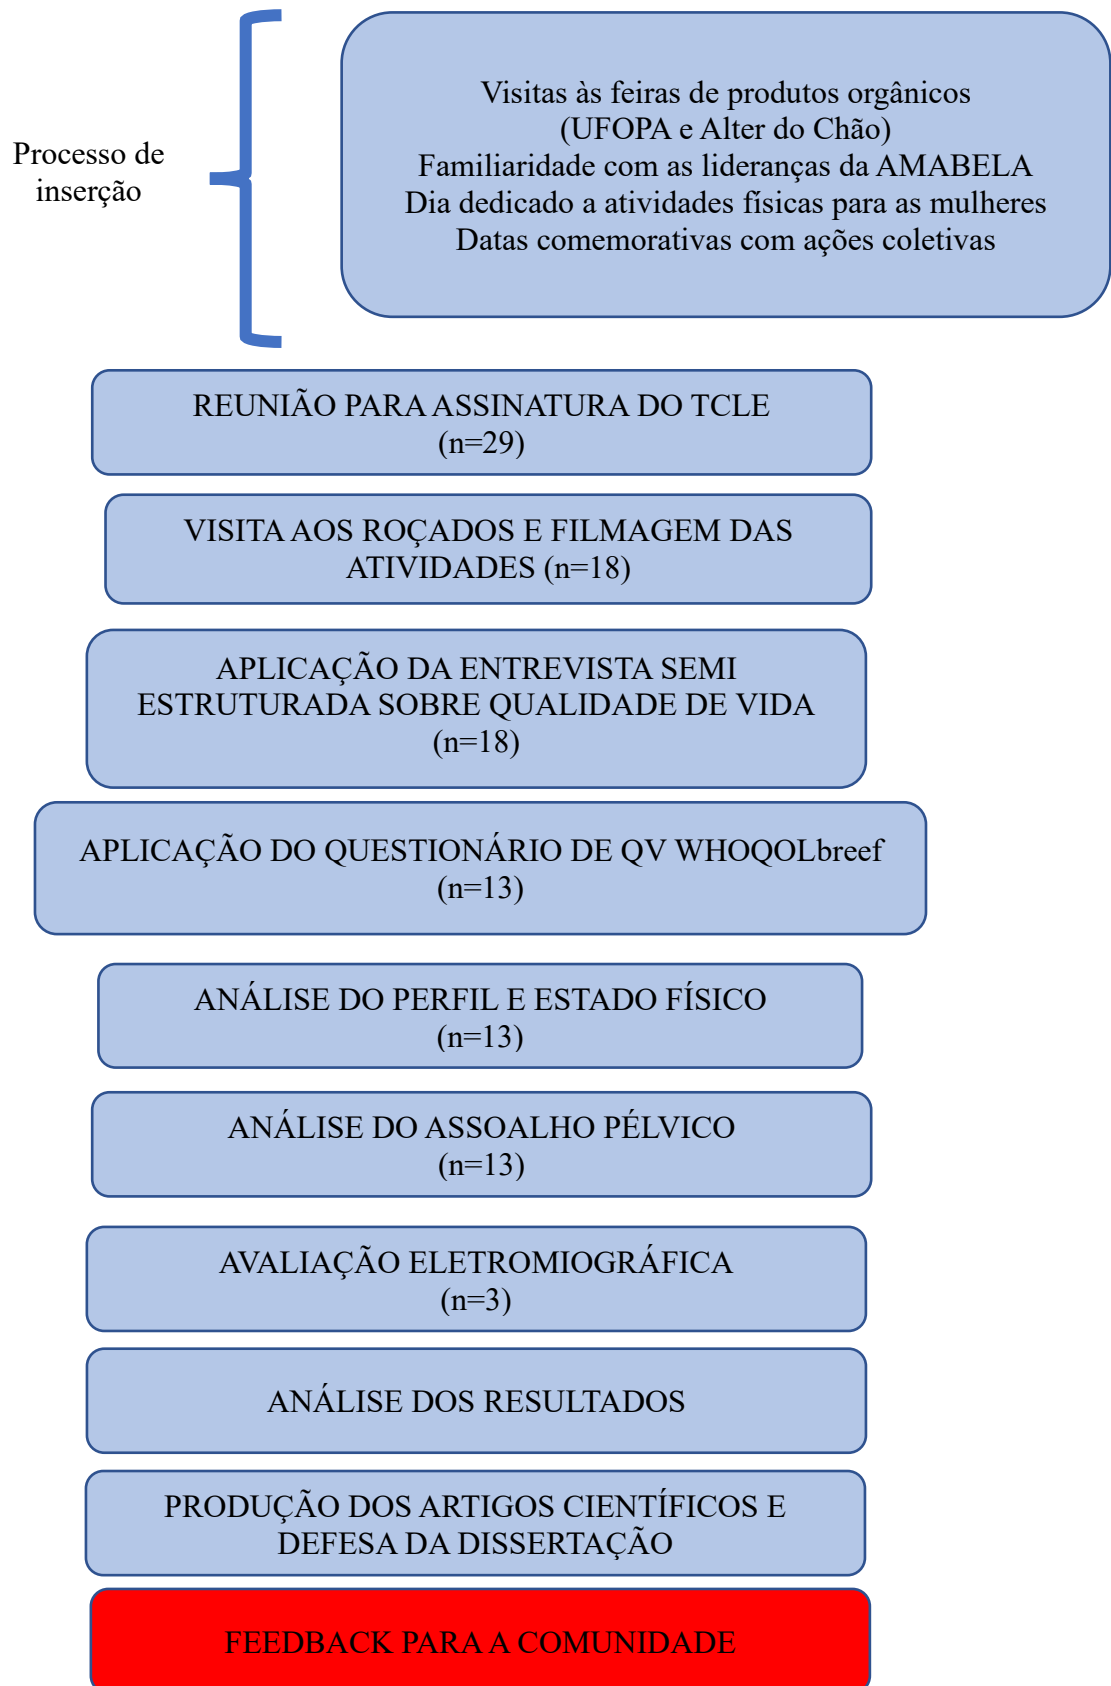 Processo de
inserção
Visitas às feiras de produtos orgânicos
(UFOPA e Alter do Chão)
Familiaridade com as lideranças da AMABELA
Dia dedicado a atividades físicas para as mulheres
Datas comemorativas com ações coletivas
REUNIÃO PARA ASSINATURA DO TCLE
(n=29)
VISITA AOS ROÇADOS E FILMAGEM DAS
ATIVIDADES (n=18)
APLICAÇÃO DA ENTREVISTA SEMI
ESTRUTURADA SOBRE QUALIDADE DE VIDA
(n=18)
APLICAÇÃO DO QUESTIONÁRIO DE QV WHOQOLbreef
(n=13)
ANÁLISE DO PERFIL E ESTADO FÍSICO
(n=13)
ANÁLISE DO ASSOALHO PÉLVICO
(n=13)
AVALIAÇÃO ELETROMIOGRÁFICA
(n=3)
ANÁLISE DOS RESULTADOS
PRODUÇÃO DOS ARTIGOS CIENTÍFICOS E
DEFESA DA DISSERTAÇÃO
FEEDBACK PARA A COMUNIDADE